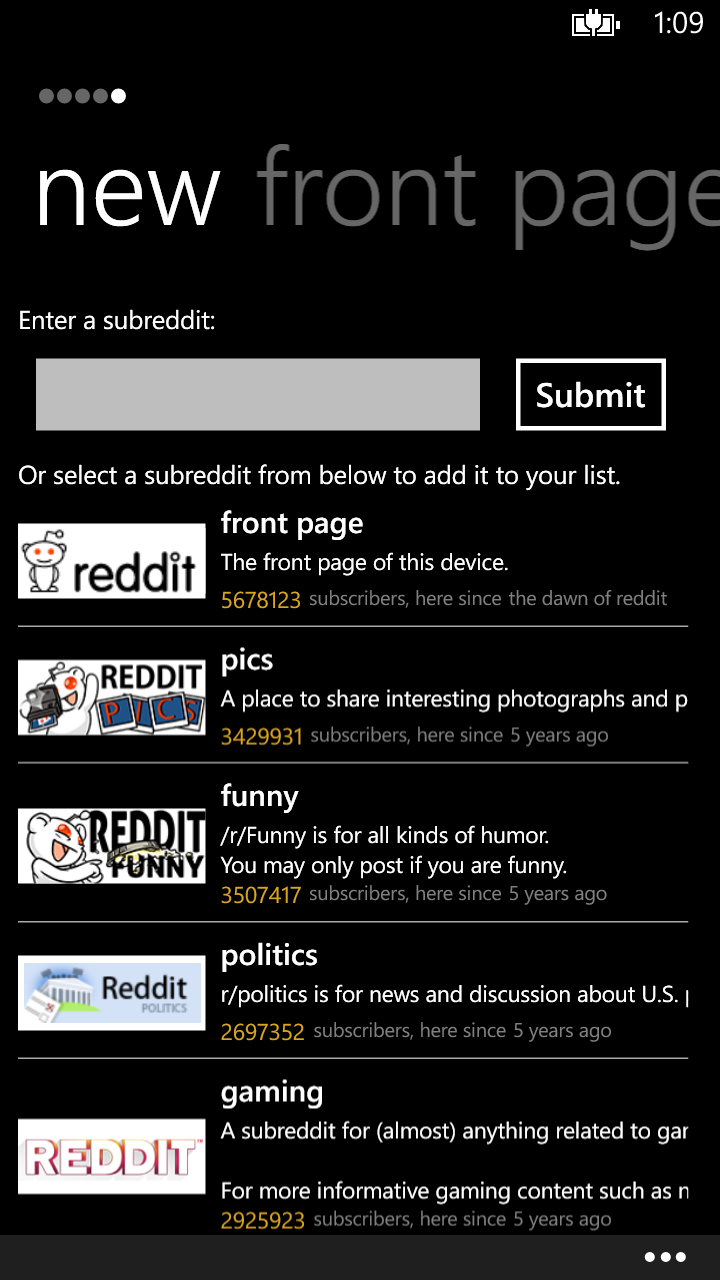 1:09
new front page
Enter a subreddit:
Submit
Or select a subreddit from below to add it to your list.
reddit
front page
The front page of this device.
5678123 subscribers, here since the dawn of reddit
REDDIT
PICS
pics
A place to share interesting photographs and p
3429931 subscribers, here since 5 years ago
REDDIT
FUNNY
funny
/r/Funny is for all kinds of humor.
You may only post if you are funny.
3507417 subscribers, here since 5 years ago
Reddit
POLITICS
politics
r/politics is for news and discussion about U.S.
2697352 subscribers, here since 5 years ago
REDDIT™
gaming
A subreddit for (almost) anything related to gar
For more informative gaming content such as n
2925923 subscribers, here since 5 years ago